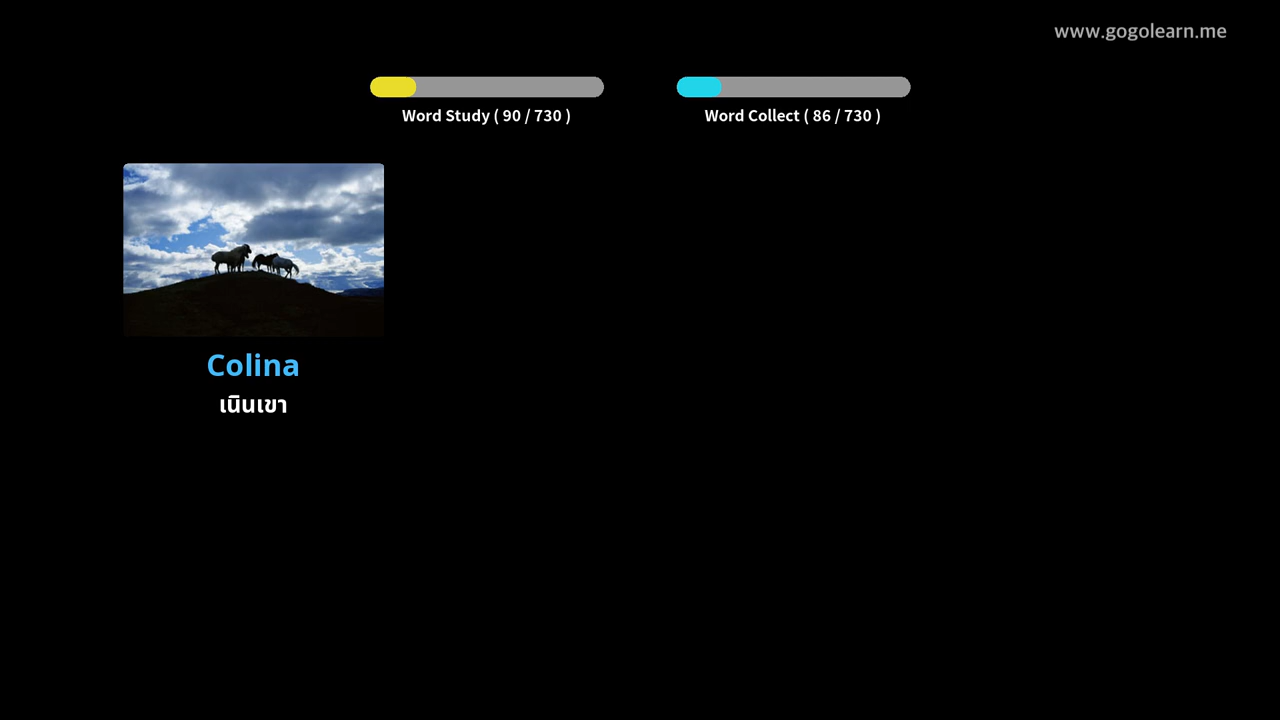 www.gogolearn.me
Word Study ( 90 / 730 )
Word Collect ( 86 / 730 )
Colina
เนินเขา